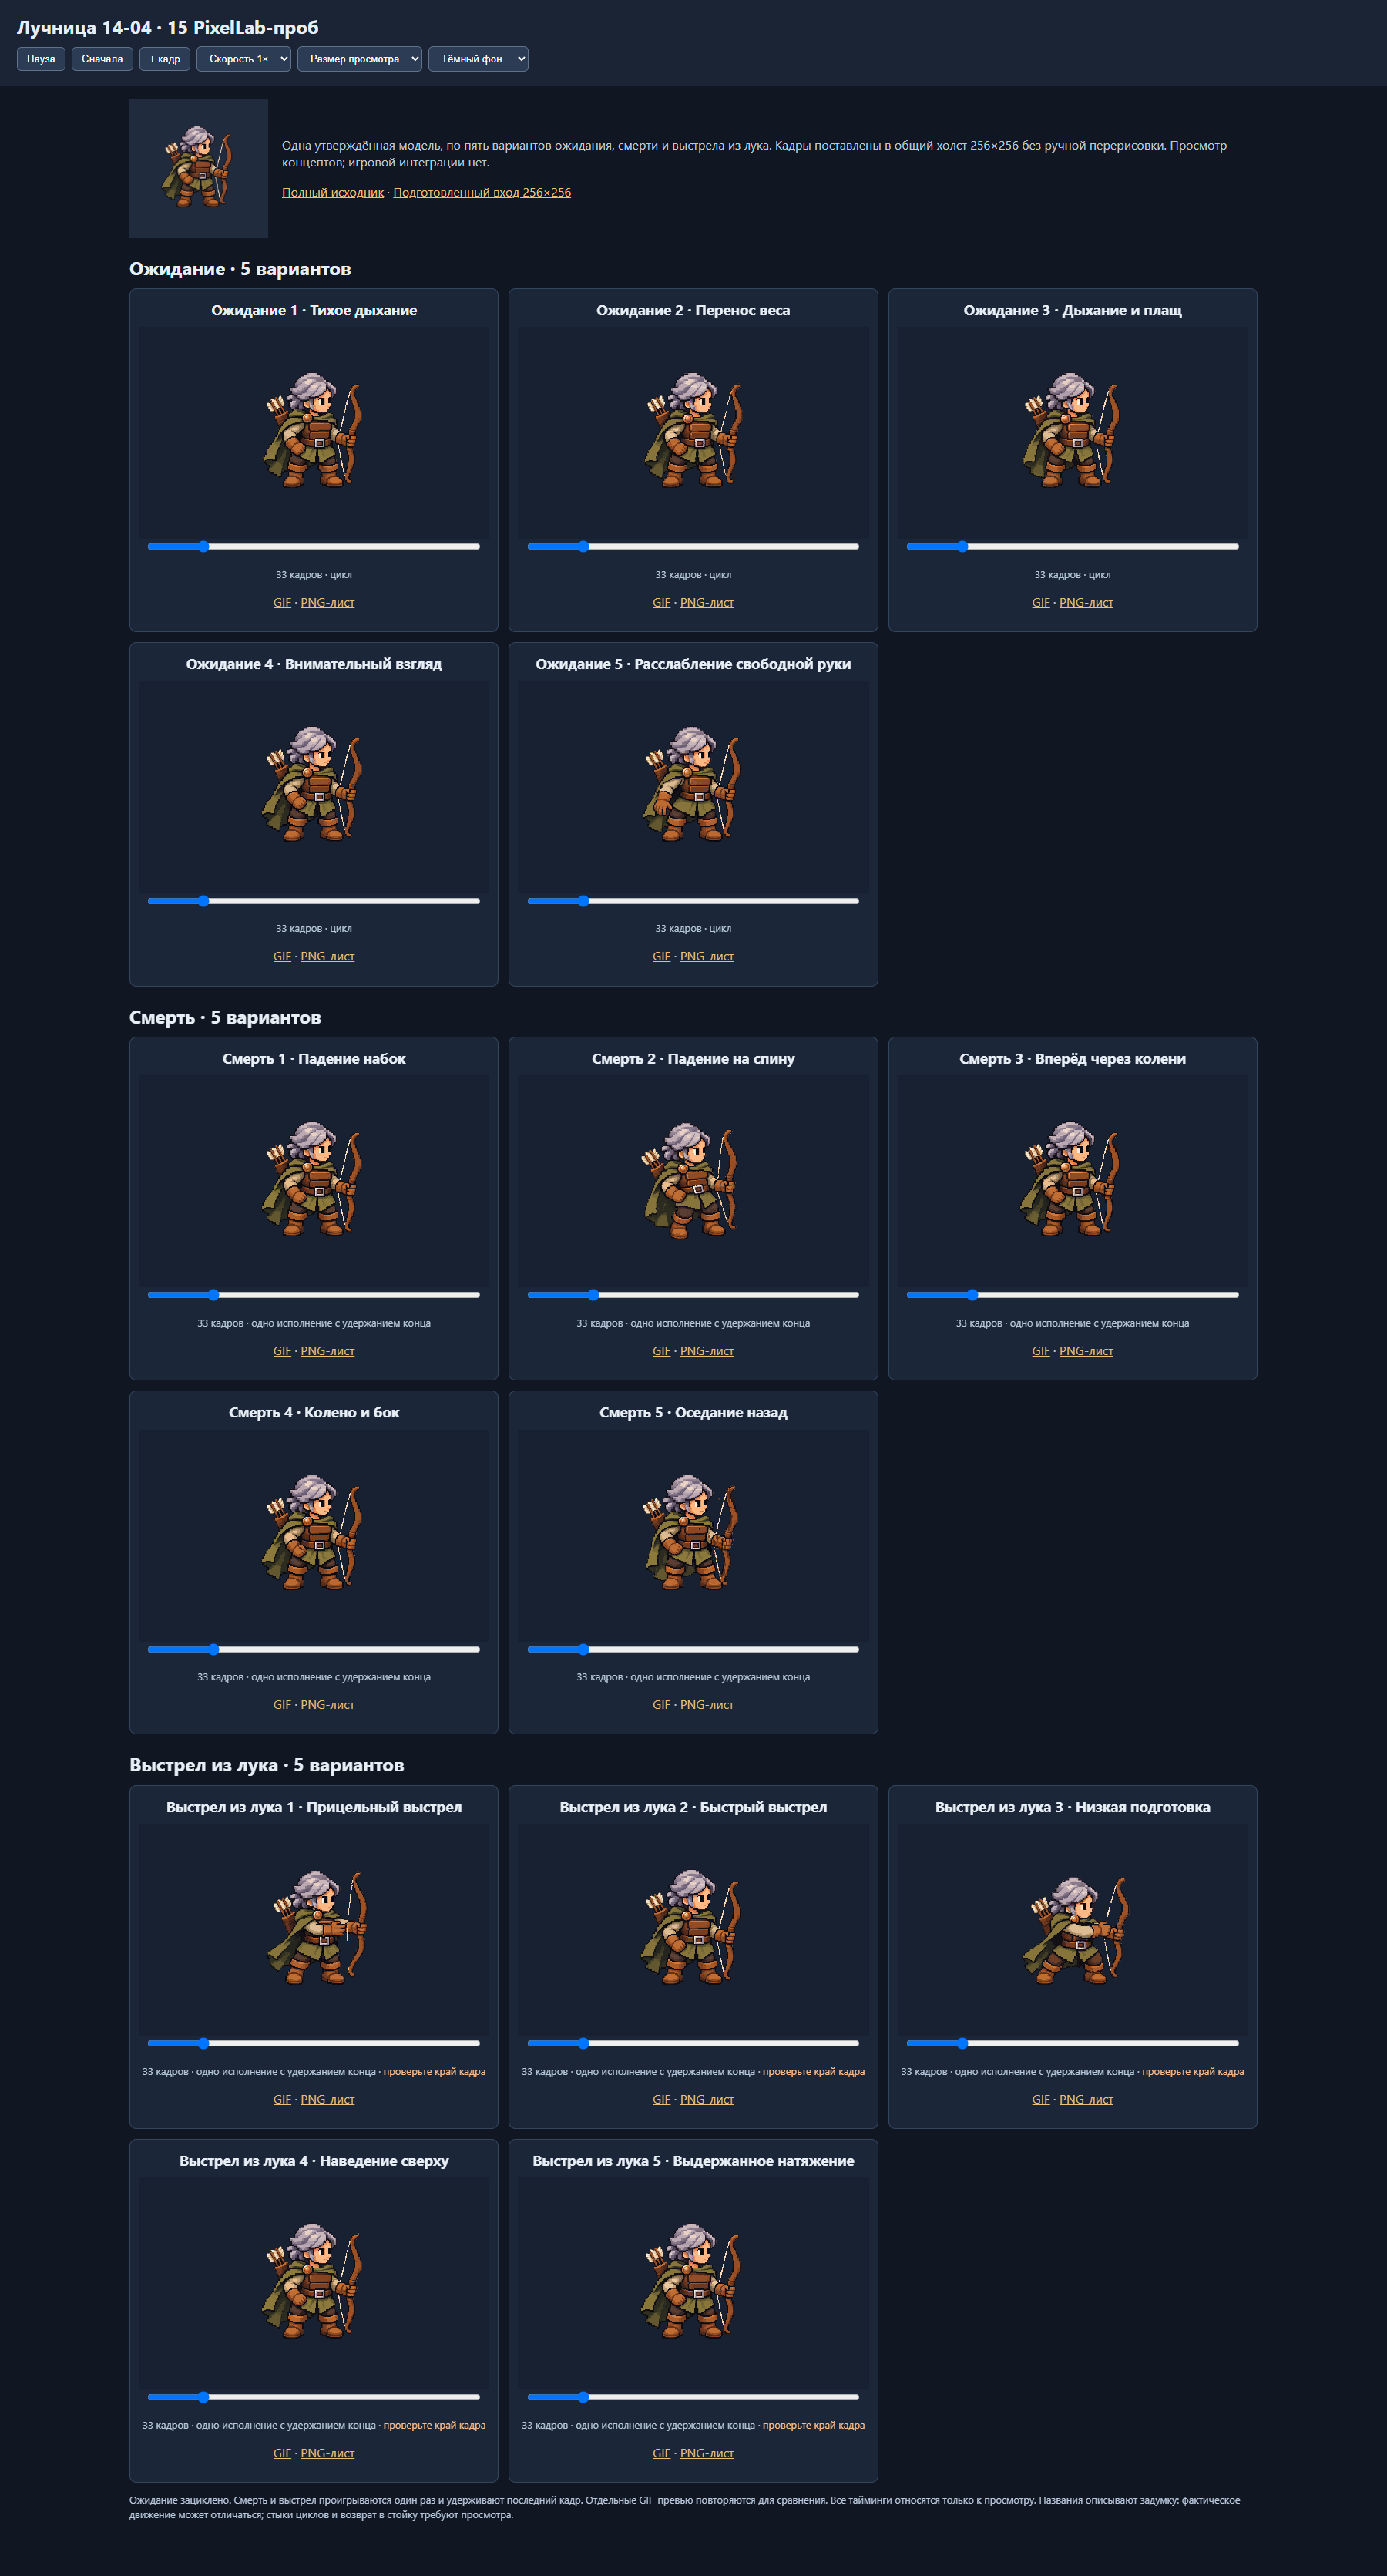 Лучница 14-04 · 15 PixelLab-проб
Пауза Сначала + кадр Скорость 1× Размер просмотра Тёмный фон
Одна утверждённая модель, по пять вариантов ожидания, смерти и выстрела из лука. Кадры поставлены в общий холст 256×256 без ручной перерисовки. Просмотр
концептов; игровой интеграции нет.
Полный исходник · Подготовленный вход 256×256
Ожидание · 5 вариантов
Ожидание 1 · Тихое дыхание
33 кадров · цикл
GIF · PNG-лист
Ожидание 2 · Перенос веса
33 кадров · цикл
GIF · PNG-лист
Ожидание 3 · Дыхание и плащ
33 кадров · цикл
GIF · PNG-лист
Ожидание 4 · Внимательный взгляд
33 кадров · цикл
GIF · PNG-лист
Ожидание 5 · Расслабление свободной руки
33 кадров · цикл
GIF · PNG-лист
Смерть · 5 вариантов
Смерть 1 · Падение набок
33 кадров · одно исполнение с удержанием конца
GIF · PNG-лист
Смерть 2 · Падение на спину
33 кадров · одно исполнение с удержанием конца
GIF · PNG-лист
Смерть 3 · Вперёд через колени
33 кадров · одно исполнение с удержанием конца
GIF · PNG-лист
Смерть 4 · Колено и бок
33 кадров · одно исполнение с удержанием конца
GIF · PNG-лист
Смерть 5 · Оседание назад
33 кадров · одно исполнение с удержанием конца
GIF · PNG-лист
Выстрел из лука · 5 вариантов
Выстрел из лука 1 · Прицельный выстрел
33 кадров · одно исполнение с удержанием конца · проверьте край кадра
GIF · PNG-лист
Выстрел из лука 2 · Быстрый выстрел
33 кадров · одно исполнение с удержанием конца · проверьте край кадра
GIF · PNG-лист
Выстрел из лука 3 · Низкая подготовка
33 кадров · одно исполнение с удержанием конца · проверьте край кадра
GIF · PNG-лист
Выстрел из лука 4 · Наведение сверху
33 кадров · одно исполнение с удержанием конца · проверьте край кадра
GIF · PNG-лист
Выстрел из лука 5 · Выдержанное натяжение
33 кадров · одно исполнение с удержанием конца · проверьте край кадра
GIF · PNG-лист
Ожидание зациклено. Смерть и выстрел проигрываются один раз и удерживают последний кадр. Отдельные GIF-превью повторяются для сравнения. Все тайминги относятся только к просмотру. Названия описывают задумку: фактическое
движение может отличаться; стыки циклов и возврат в стойку требуют просмотра.